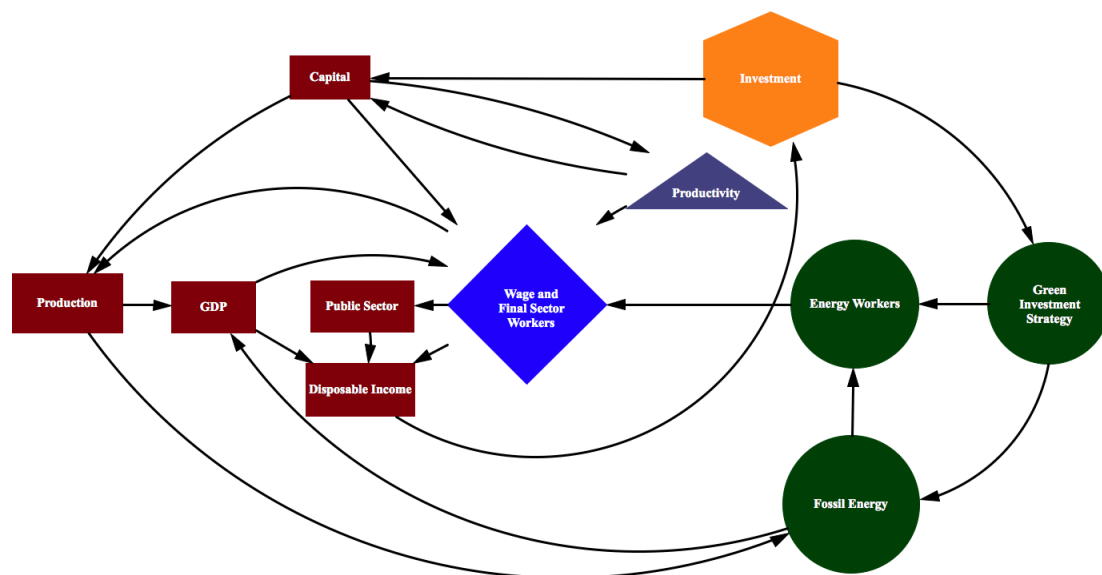 Capital
Investment
Productivity
Production
GDP
Public Sector
Wage and
Final Sector
Workers
Energy Workers
Green
Investment
Strategy
Disposable Income
Fossil Energy